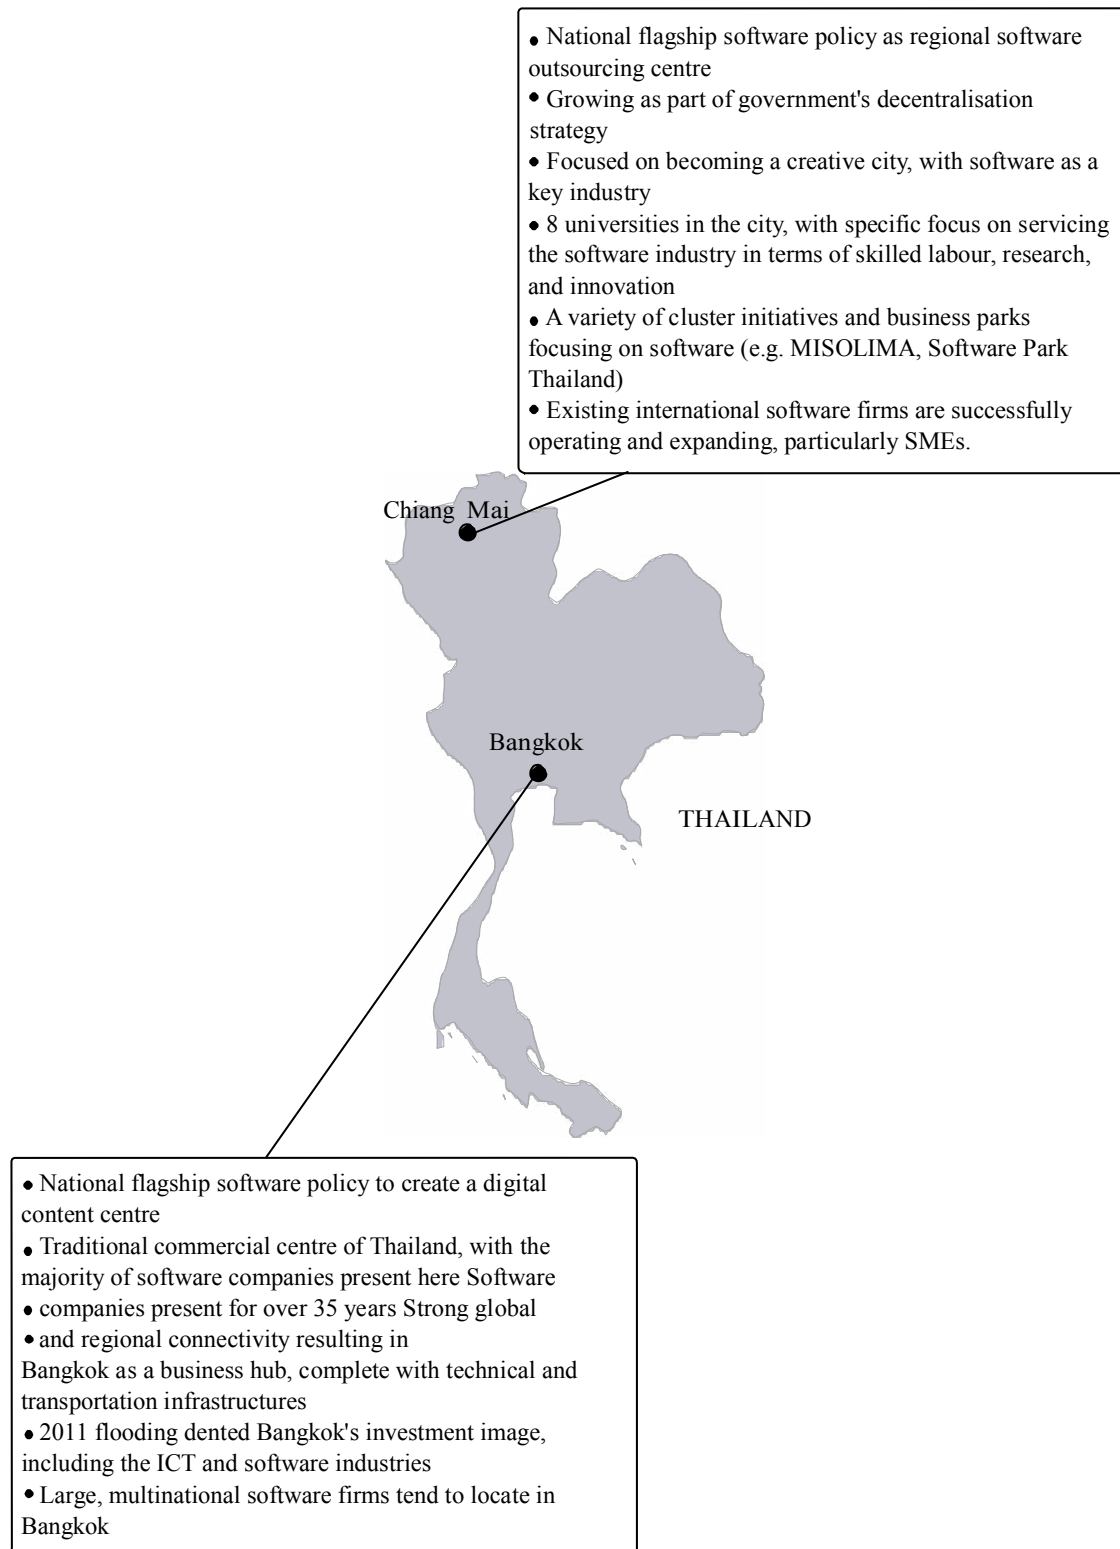 • National flagship software policy as regional software
outsourcing centre
• Growing as part of government's decentralisation
strategy
• Focused on becoming a creative city, with software as a
key industry
• 8 universities in the city, with specific focus on servicing
the software industry in terms of skilled labour, research,
and innovation
• A variety of cluster initiatives and business parks
focusing on software (e.g. MISOLIMA, Software Park
Thailand)
• Existing international software firms are successfully
operating and expanding, particularly SMEs.
Chiang Mai
Bangkok
THAILAND
• National flagship software policy to create a digital
content centre
• Traditional commercial centre of Thailand, with the
majority of software companies present here Software
• companies present for over 35 years Strong global
• and regional connectivity resulting in
Bangkok as a business hub, complete with technical and
transportation infrastructures
• 2011 flooding dented Bangkok's investment image,
including the ICT and software industries
• Large, multinational software firms tend to locate in
Bangkok